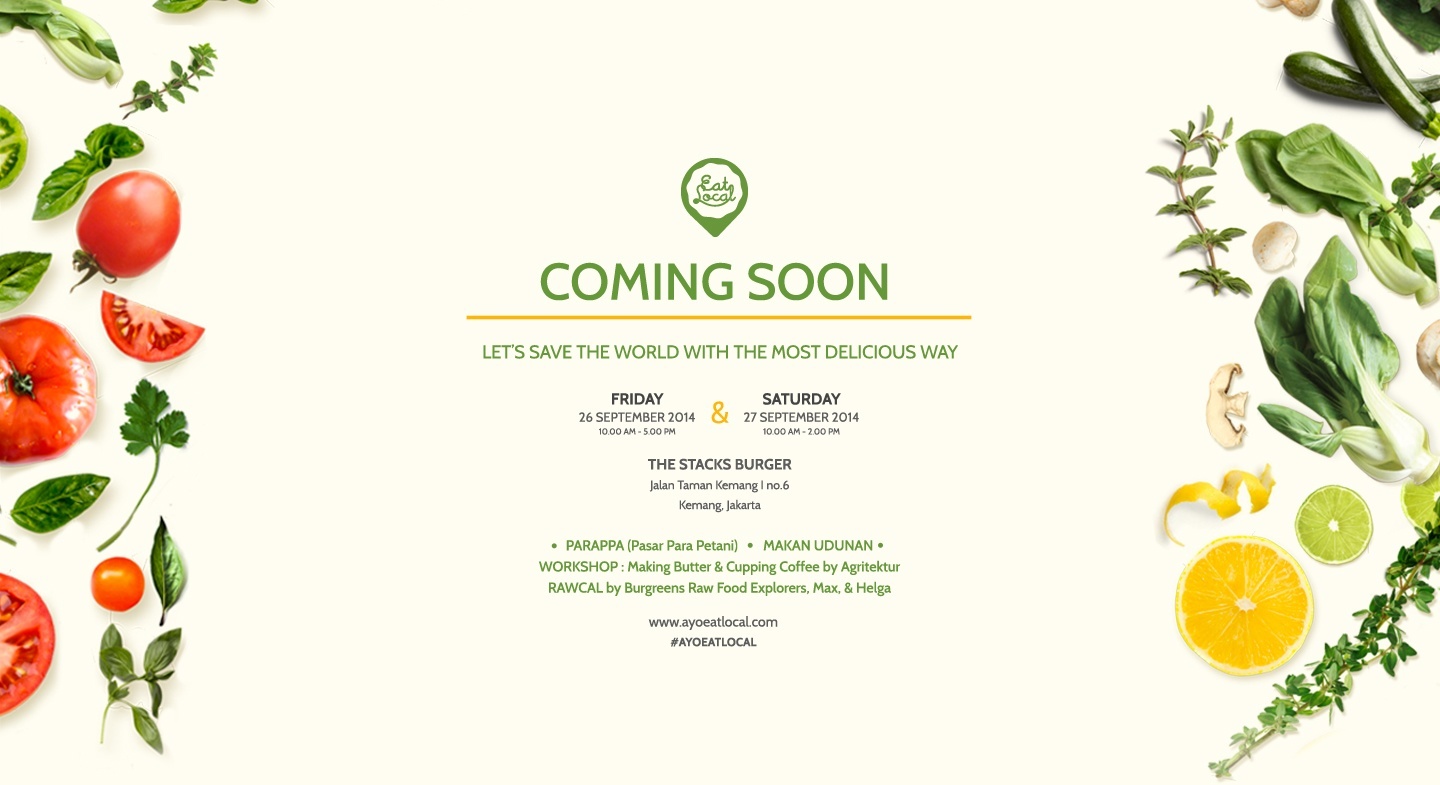 Eat
Local
COMING SOON
LET'S SAVE THE WORLD WITH THE MOST DELICIOUS WAY
FRIDAY
26 SEPTEMBER 2014
10.00 AM - 5.00 PM
&
SATURDAY
27 SEPTEMBER 2014
10.00 AM - 2.00 PM
THE STACKS BURGER
Jalan Taman Kemang I no.6
Kemang, Jakarta
• PARAPPA (Pasar Para Petani) • MAKAN UDUNAN •
WORKSHOP : Making Butter & Cupping Coffee by Agritektur
RAWCAL by Burgreens Raw Food Explorers, Max, & Helga
www.ayoeatlocal.com
#AYOEATLOCAL